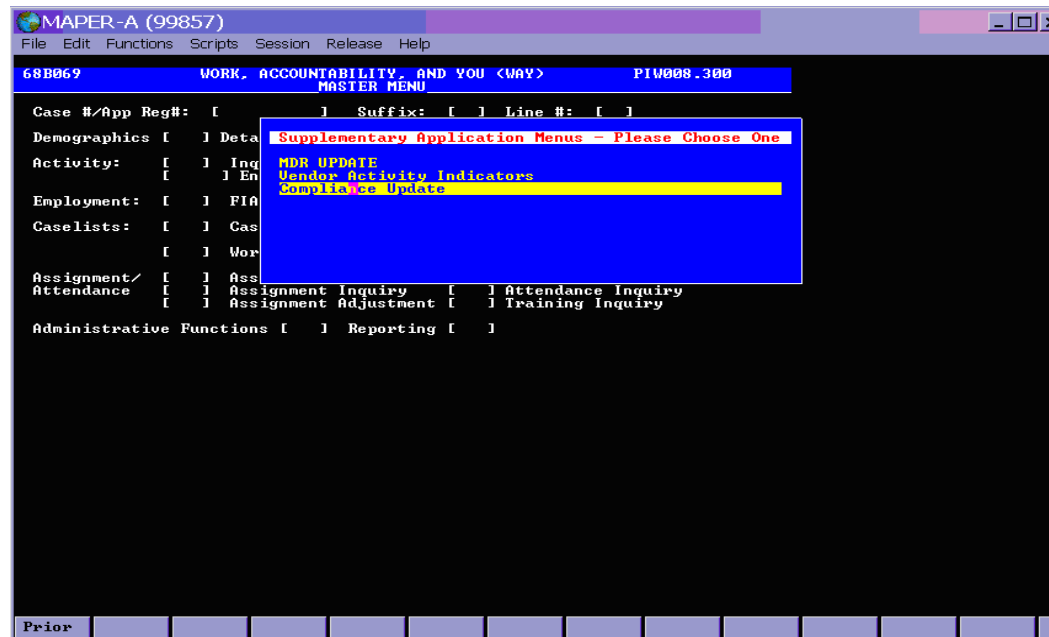 MAPER-A (99857)
File Edit Functions Scripts Session Release Help
68B069 WORK, ACCOUNTABILITY, AND YOU (WAY) PIW008.300
MASTER MENU
Case #/App Reg#: [ ] Suffix: [ ] Line #: [ ]
Demographics [ ] Deta
Supplementary Application Menus - Please Choose One
Activity: [ ] Inq
MDR UPDATE
[ ] En
Vendor Activity Indicators
Compliance Update
Employment: [ ] FIA
Caselists: [ ] Cas
[ ] Wor
Assignment/ [ ] Ass
Attendance [ ] Assignment Inquiry [ ] Attendance Inquiry
[ ] Assignment Adjustment [ ] Training Inquiry
Administrative Functions [ ] Reporting [ ]
Prior